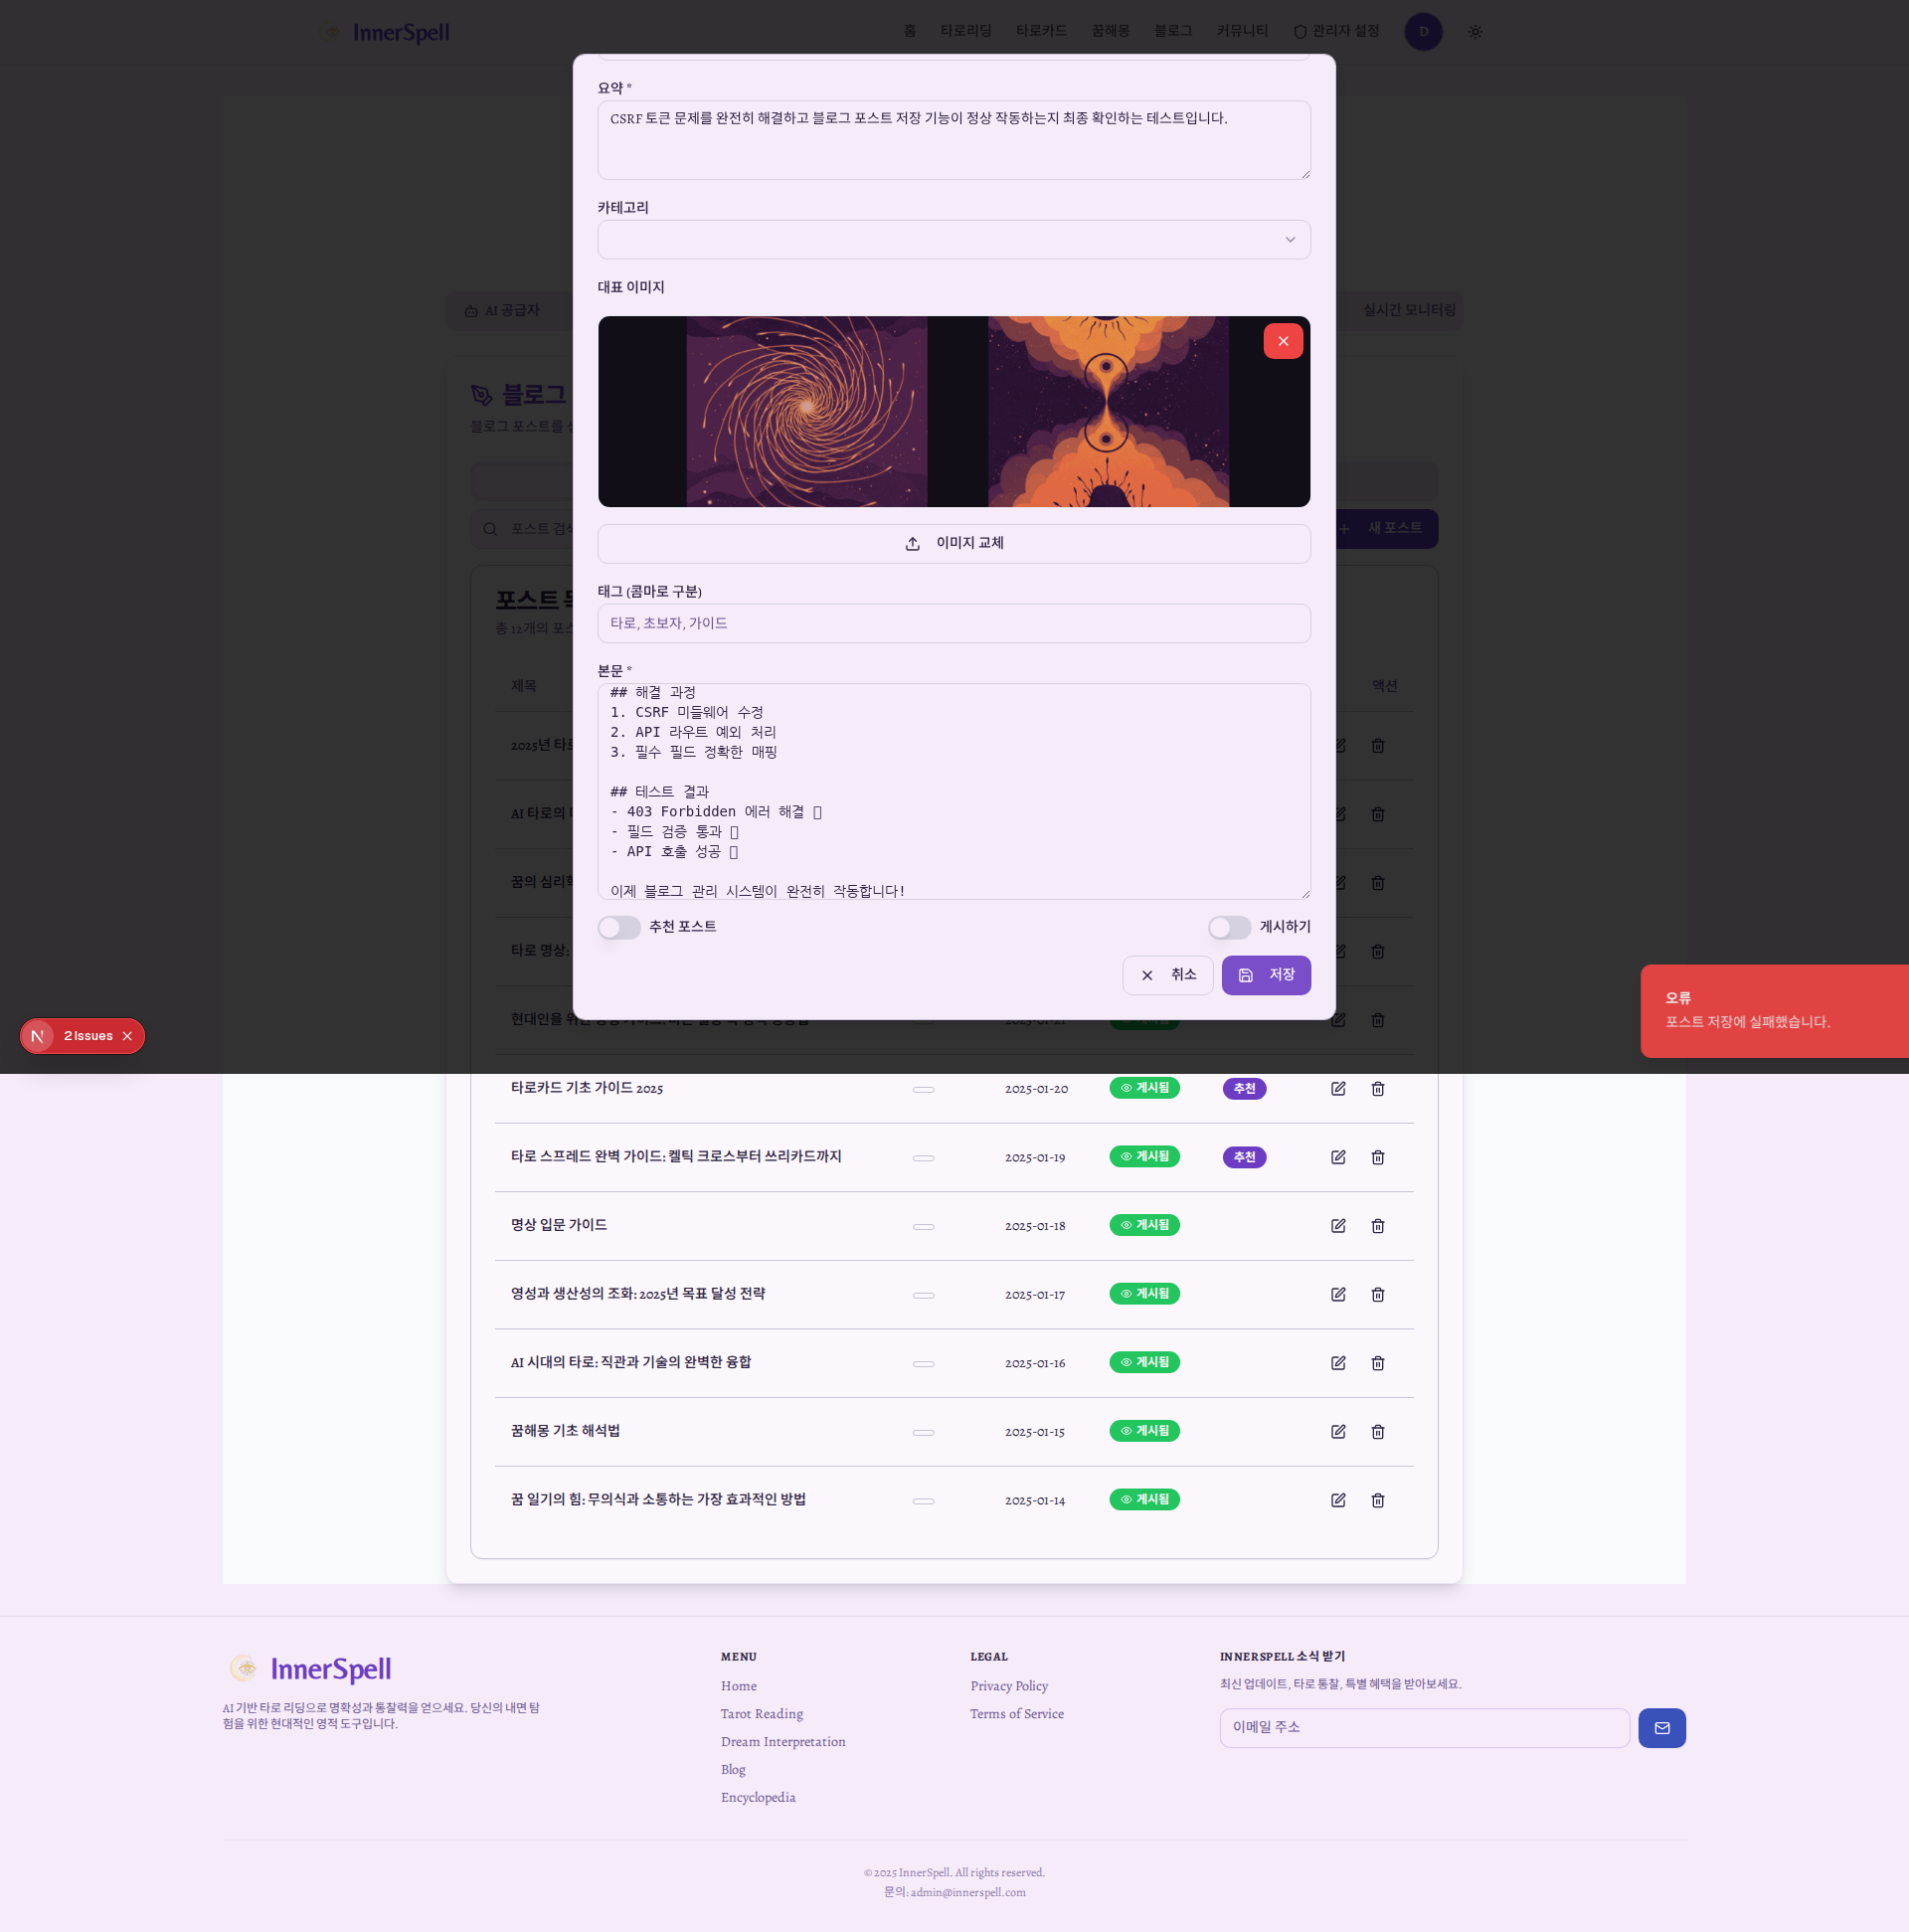 InnerSpell
홈
타로리딩
타로카드
꿈해몽
블로그
커뮤니티
관리자 설정
D
요약 *
CSRF 토큰 문제를 완전히 해결하고 블로그 포스트 저장 기능이 정상 작동하는지 최종 확인하는 테스트입니다.
카테고리
대표 이미지
AI 공급자
실시간 모니터링
블로그
블로그 포스트를
포스트 검색
새 포스트
이미지 교체
포스트
총 12개의
태그 (콤마로 구분)
타로, 초보자, 가이드
제목
액션
본문 *
## 해결 과정
1. CSRF 미들웨어 수정
2. API 라우트 예외 처리
3. 필수 필드 정확한 매핑
## 테스트 결과
- 403 Forbidden 에러 해결
- 필드 검증 통과
- API 호출 성공
이제 블로그 관리 시스템이 완전히 작동합니다!
2025년
AI 타로의
꿈의
타로 명상:
추천 포스트
게시하기
취소
저장
현대인을
오류
포스트 저장에 실패했습니다.
2 Issues
타로카드 기초 가이드 2025
2025-01-20
게시됨
추천
타로 스프레드 완벽 가이드: 켈틱 크로스부터 쓰리카드까지
2025-01-19
게시됨
추천
명상 입문 가이드
2025-01-18
게시됨
영성과 생산성의 조화: 2025년 목표 달성 전략
2025-01-17
게시됨
AI 시대의 타로: 직관과 기술의 완벽한 융합
2025-01-16
게시됨
꿈해몽 기초 해석법
2025-01-15
게시됨
꿈 일기의 힘: 무의식과 소통하는 가장 효과적인 방법
2025-01-14
게시됨
InnerSpell
AI 기반 타로 리딩으로 명확성과 통찰력을 얻으세요. 당신의 내면 탐
험을 위한 현대적인 영적 도구입니다.
MENU
Home
Tarot Reading
Dream Interpretation
Blog
Encyclopedia
LEGAL
Privacy Policy
Terms of Service
INNERSPELL 소식 받기
최신 업데이트, 타로 통찰, 특별 혜택을 받아보세요.
이메일 주소
© 2025 InnerSpell. All rights reserved.
문의: admin@innerspell.com